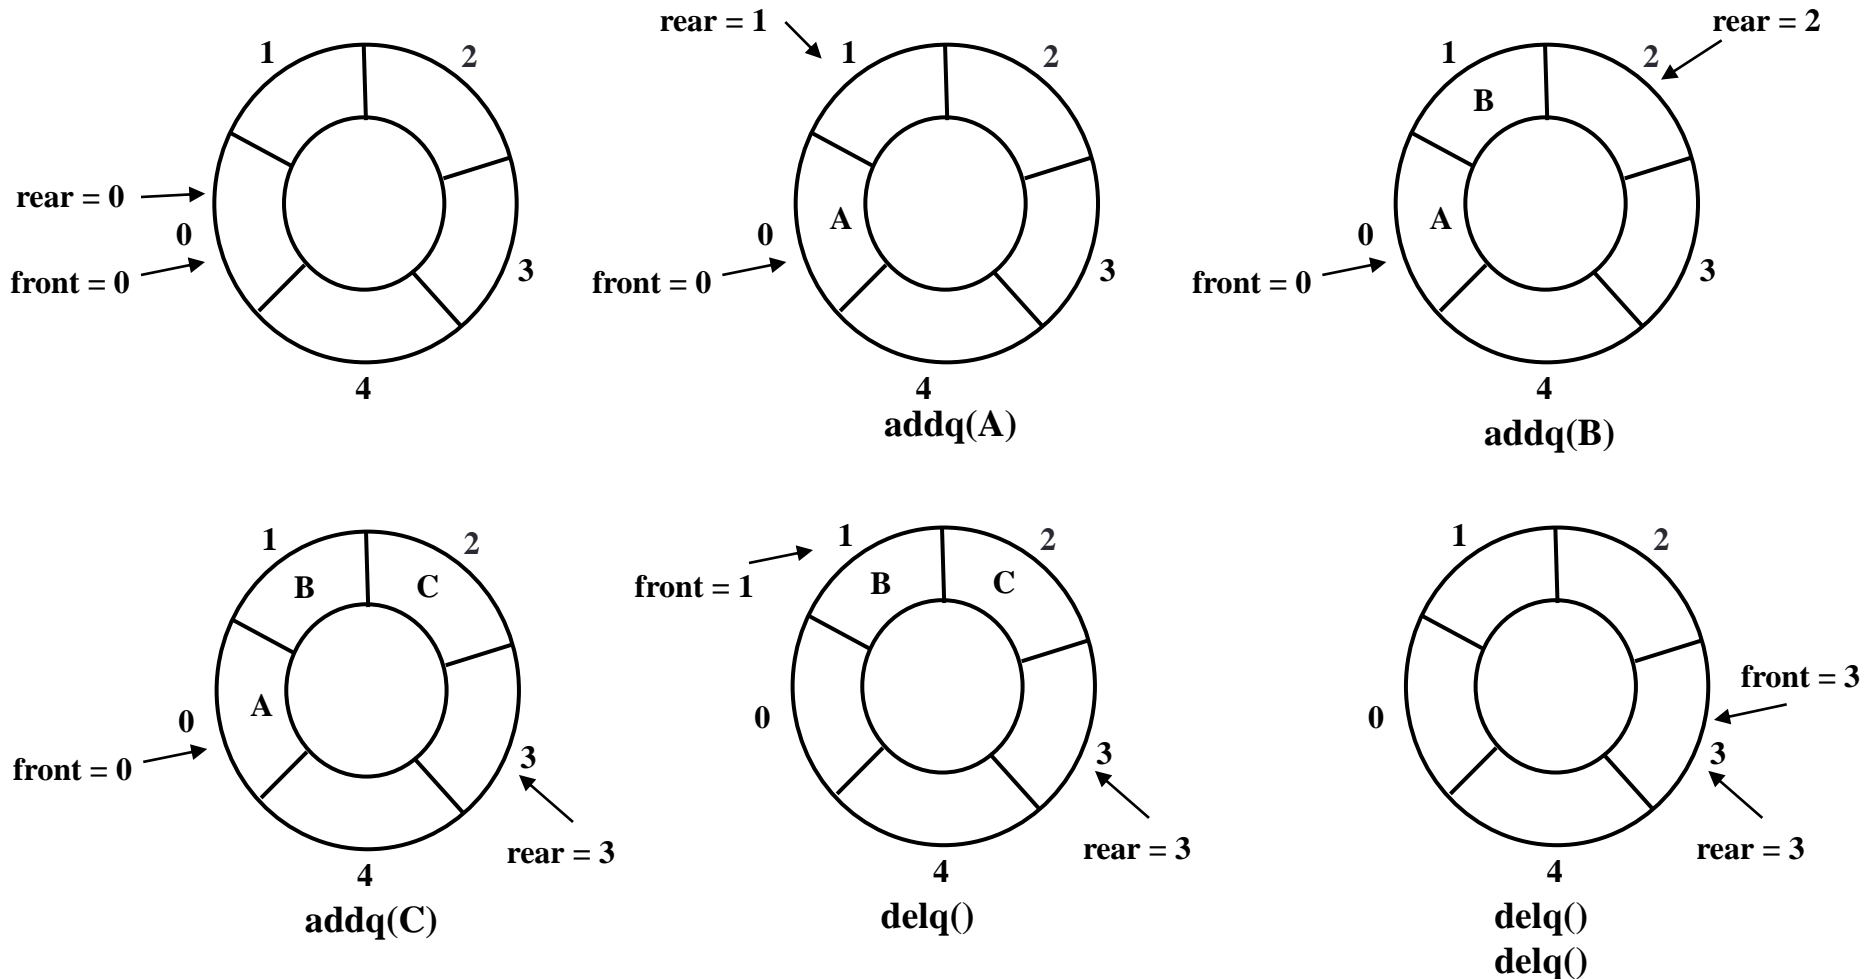 1
2
rear = 0
0
front = 0
3
4
rear = 1
1
2
A
0
front = 0
3
4
addq(A)
rear = 2
1
2
B
A
0
front = 0
3
4
addq(B)
1
2
B
C
A
0
front = 0
3
rear = 3
4
addq(C)
1
2
front = 1
B
C
0
3
rear = 3
4
delq()
1
2
front = 3
0
3
rear = 3
4
delq()
delq()